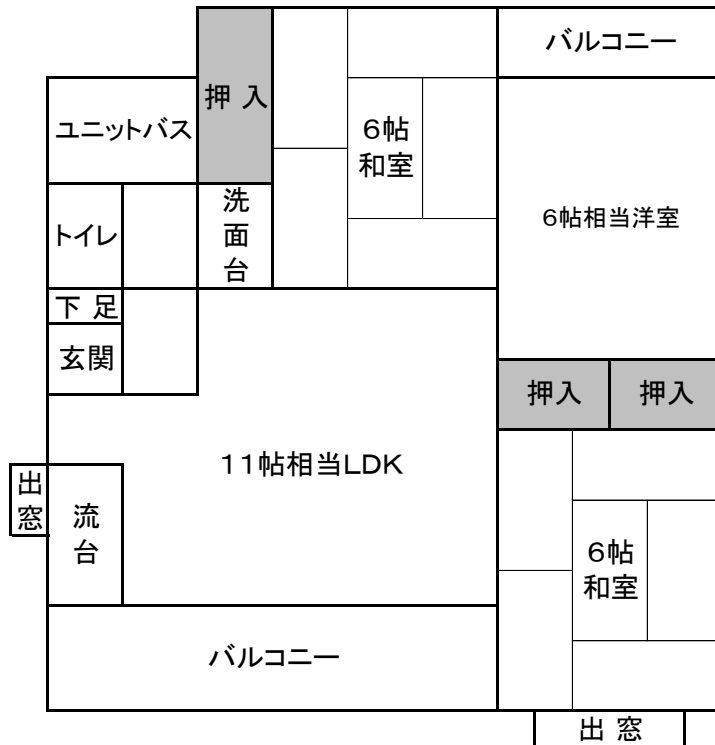 バルコニー
押入
ユニットバス
6帖
和室
洗
面
台
トイレ
6帖相当洋室
下足
玄関
押入
押入
11帖相当LDK
出
窓
流
台
6帖
和室
バルコニー
出窓